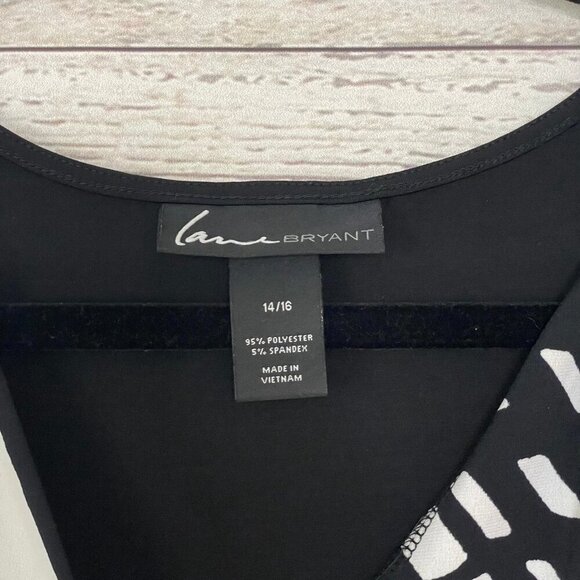 Lane BRYANT
14/16
95% POLYESTER
5% SPANDEX
MADE IN
VIETNAM